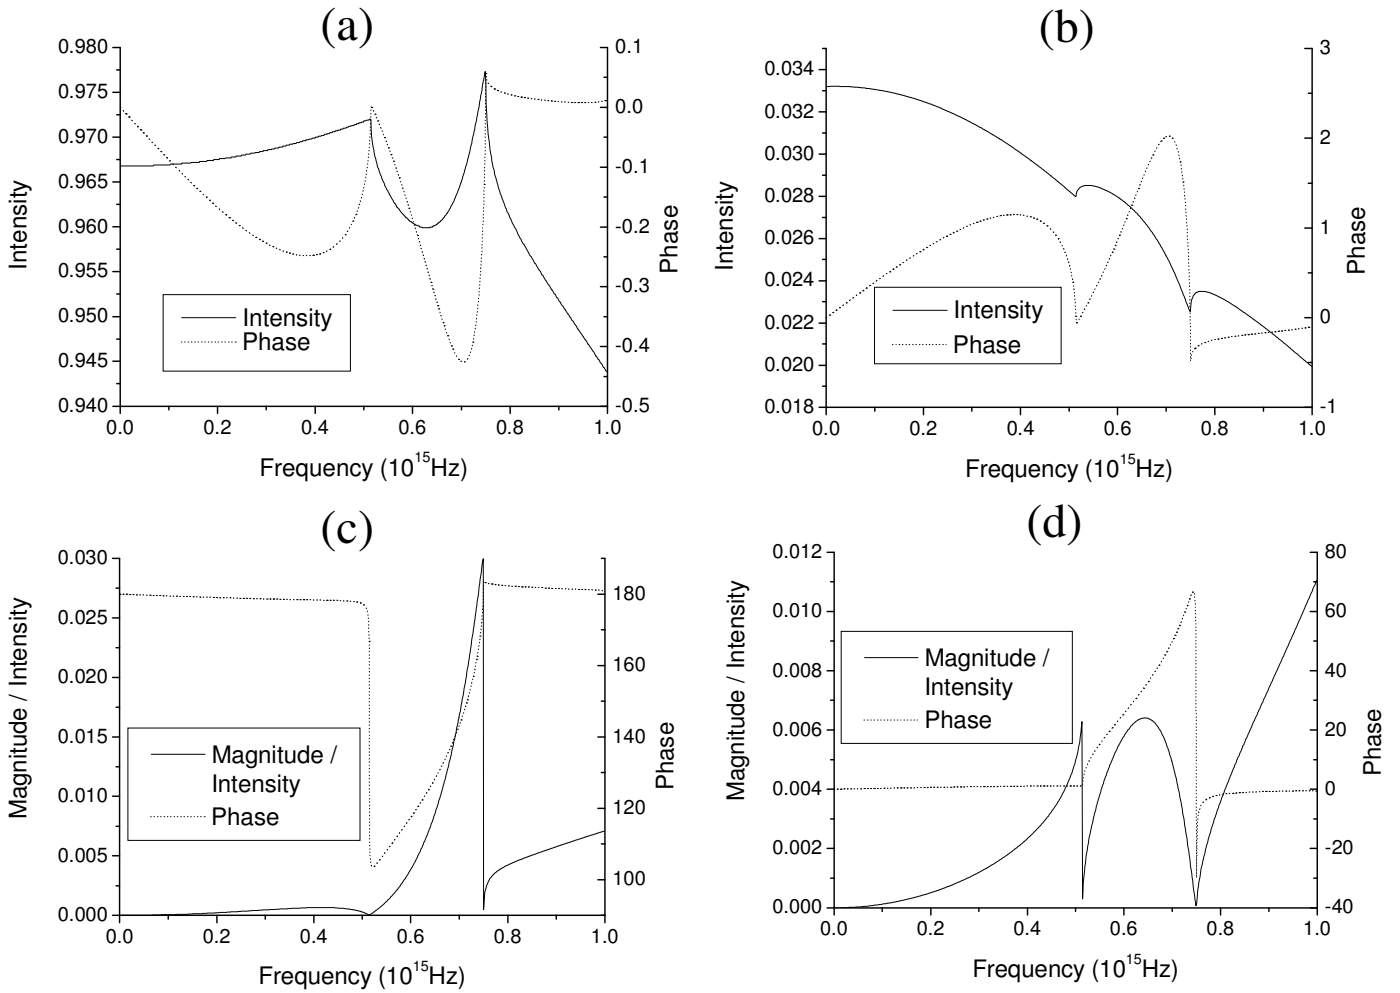 (a)
0.980
0.975
0.970
0.965
0.960
0.955
0.950
0.945
0.940
0.1
0.0
-0.1
-0.2
-0.3
-0.4
-0.5
Intensity
Phase
Intensity
Phase
0.0 0.2 0.4 0.6 0.8 1.0
Frequency (10^15Hz)
(b)
0.034
0.032
0.030
0.028
0.026
0.024
0.022
0.020
0.018
3
2
1
0
-1
Intensity
Phase
Intensity
Phase
0.0 0.2 0.4 0.6 0.8 1.0
Frequency (10^15Hz)
(c)
0.030
0.025
0.020
0.015
0.010
0.005
0.000
180
160
140
120
100
Magnitude / Intensity
Phase
Magnitude /
Intensity
Phase
0.0 0.2 0.4 0.6 0.8 1.0
Frequency (10^15Hz)
(d)
0.012
0.010
0.008
0.006
0.004
0.002
0.000
80
60
40
20
0
-20
-40
Magnitude / Intensity
Phase
Magnitude /
Intensity
Phase
0.0 0.2 0.4 0.6 0.8 1.0
Frequency (10^15Hz)